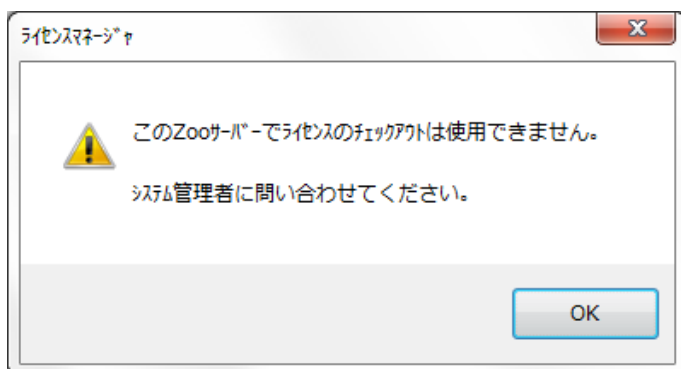 ﾗｲｾﾝｽﾏﾈｰｼﾞｬ
このZooｻｰﾊﾞｰでﾗｲｾﾝｽのﾁｪｯｸｱｳﾄは使用できません。
ｼｽﾃﾑ管理者に問い合わせてください。
OK